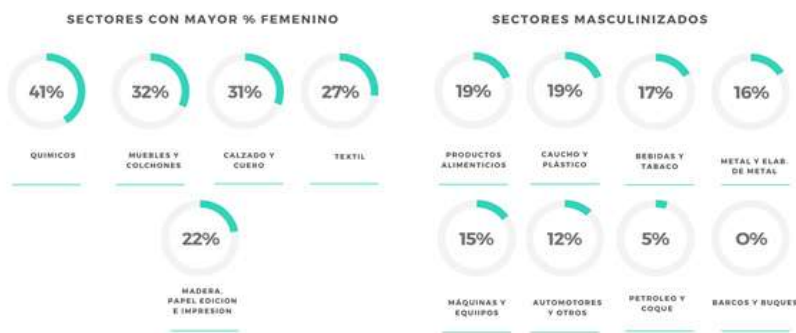 SECTORES CON MAYOR % FEMENINO
41%
32%
31%
27%
QUIMICOS
MUEBLES Y
COLCHONES
CALZADO Y
CUERO
TEXTIL
22%
MADERA,
PAPEL EDICION
E IMPRESION
SECTORES MASCULINIZADOS
19%
19%
17%
16%
PRODUCTOS
ALIMENTICIOS
CAUCHO Y
PLÁSTICO
BEBIDAS Y
TABACO
METAL Y ELAB.
DE METAL
15%
12%
5%
0%
MÁQUINAS Y
EQUIIPOS
AUTOMOTORES
Y OTROS
PETROLEO Y
COQUE
BARCOS Y BUQUES